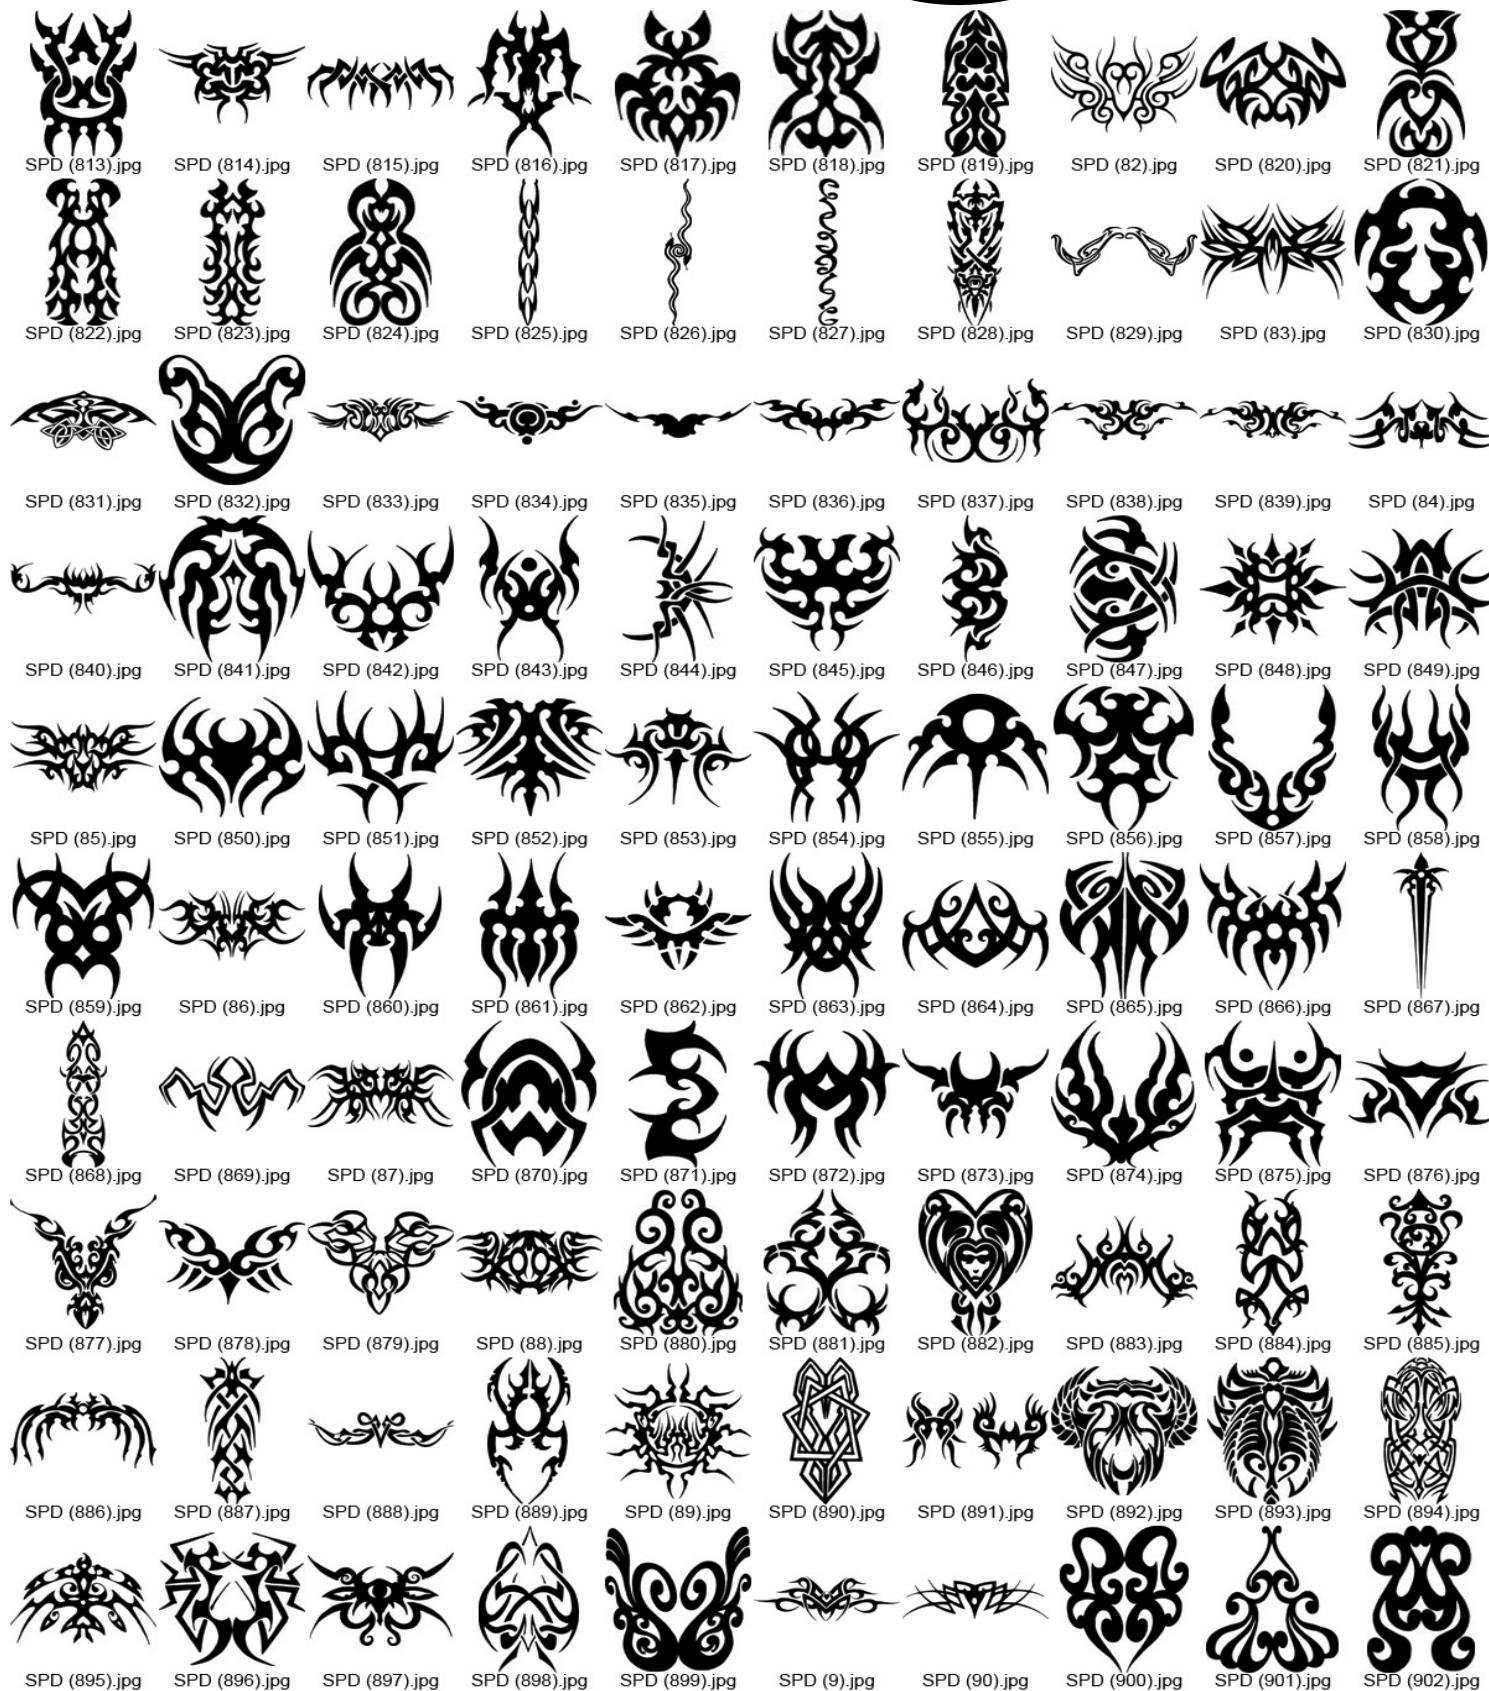 SPD (813).jpg SPD (814).jpg SPD (815).jpg SPD (816).jpg SPD (817).jpg SPD (818).jpg SPD (819).jpg SPD (82).jpg SPD (820).jpg SPD (821).jpg
SPD (822).jpg SPD (823).jpg SPD (824).jpg SPD (825).jpg SPD (826).jpg SPD (827).jpg SPD (828).jpg SPD (829).jpg SPD (83).jpg SPD (830).jpg
SPD (831).jpg SPD (832).jpg SPD (833).jpg SPD (834).jpg SPD (835).jpg SPD (836).jpg SPD (837).jpg SPD (838).jpg SPD (839).jpg SPD (84).jpg
SPD (840).jpg SPD (841).jpg SPD (842).jpg SPD (843).jpg SPD (844).jpg SPD (845).jpg SPD (846).jpg SPD (847).jpg SPD (848).jpg SPD (849).jpg
SPD (85).jpg SPD (850).jpg SPD (851).jpg SPD (852).jpg SPD (853).jpg SPD (854).jpg SPD (855).jpg SPD (856).jpg SPD (857).jpg SPD (858).jpg
SPD (859).jpg SPD (86).jpg SPD (860).jpg SPD (861).jpg SPD (862).jpg SPD (863).jpg SPD (864).jpg SPD (865).jpg SPD (866).jpg SPD (867).jpg
SPD (868).jpg SPD (869).jpg SPD (87).jpg SPD (870).jpg SPD (871).jpg SPD (872).jpg SPD (873).jpg SPD (874).jpg SPD (875).jpg SPD (876).jpg
SPD (877).jpg SPD (878).jpg SPD (879).jpg SPD (88).jpg SPD (880).jpg SPD (881).jpg SPD (882).jpg SPD (883).jpg SPD (884).jpg SPD (885).jpg
SPD (886).jpg SPD (887).jpg SPD (888).jpg SPD (889).jpg SPD (89).jpg SPD (890).jpg SPD (891).jpg SPD (892).jpg SPD (893).jpg SPD (894).jpg
SPD (895).jpg SPD (896).jpg SPD (897).jpg SPD (898).jpg SPD (899).jpg SPD (9).jpg SPD (90).jpg SPD (900).jpg SPD (901).jpg SPD (902).jpg